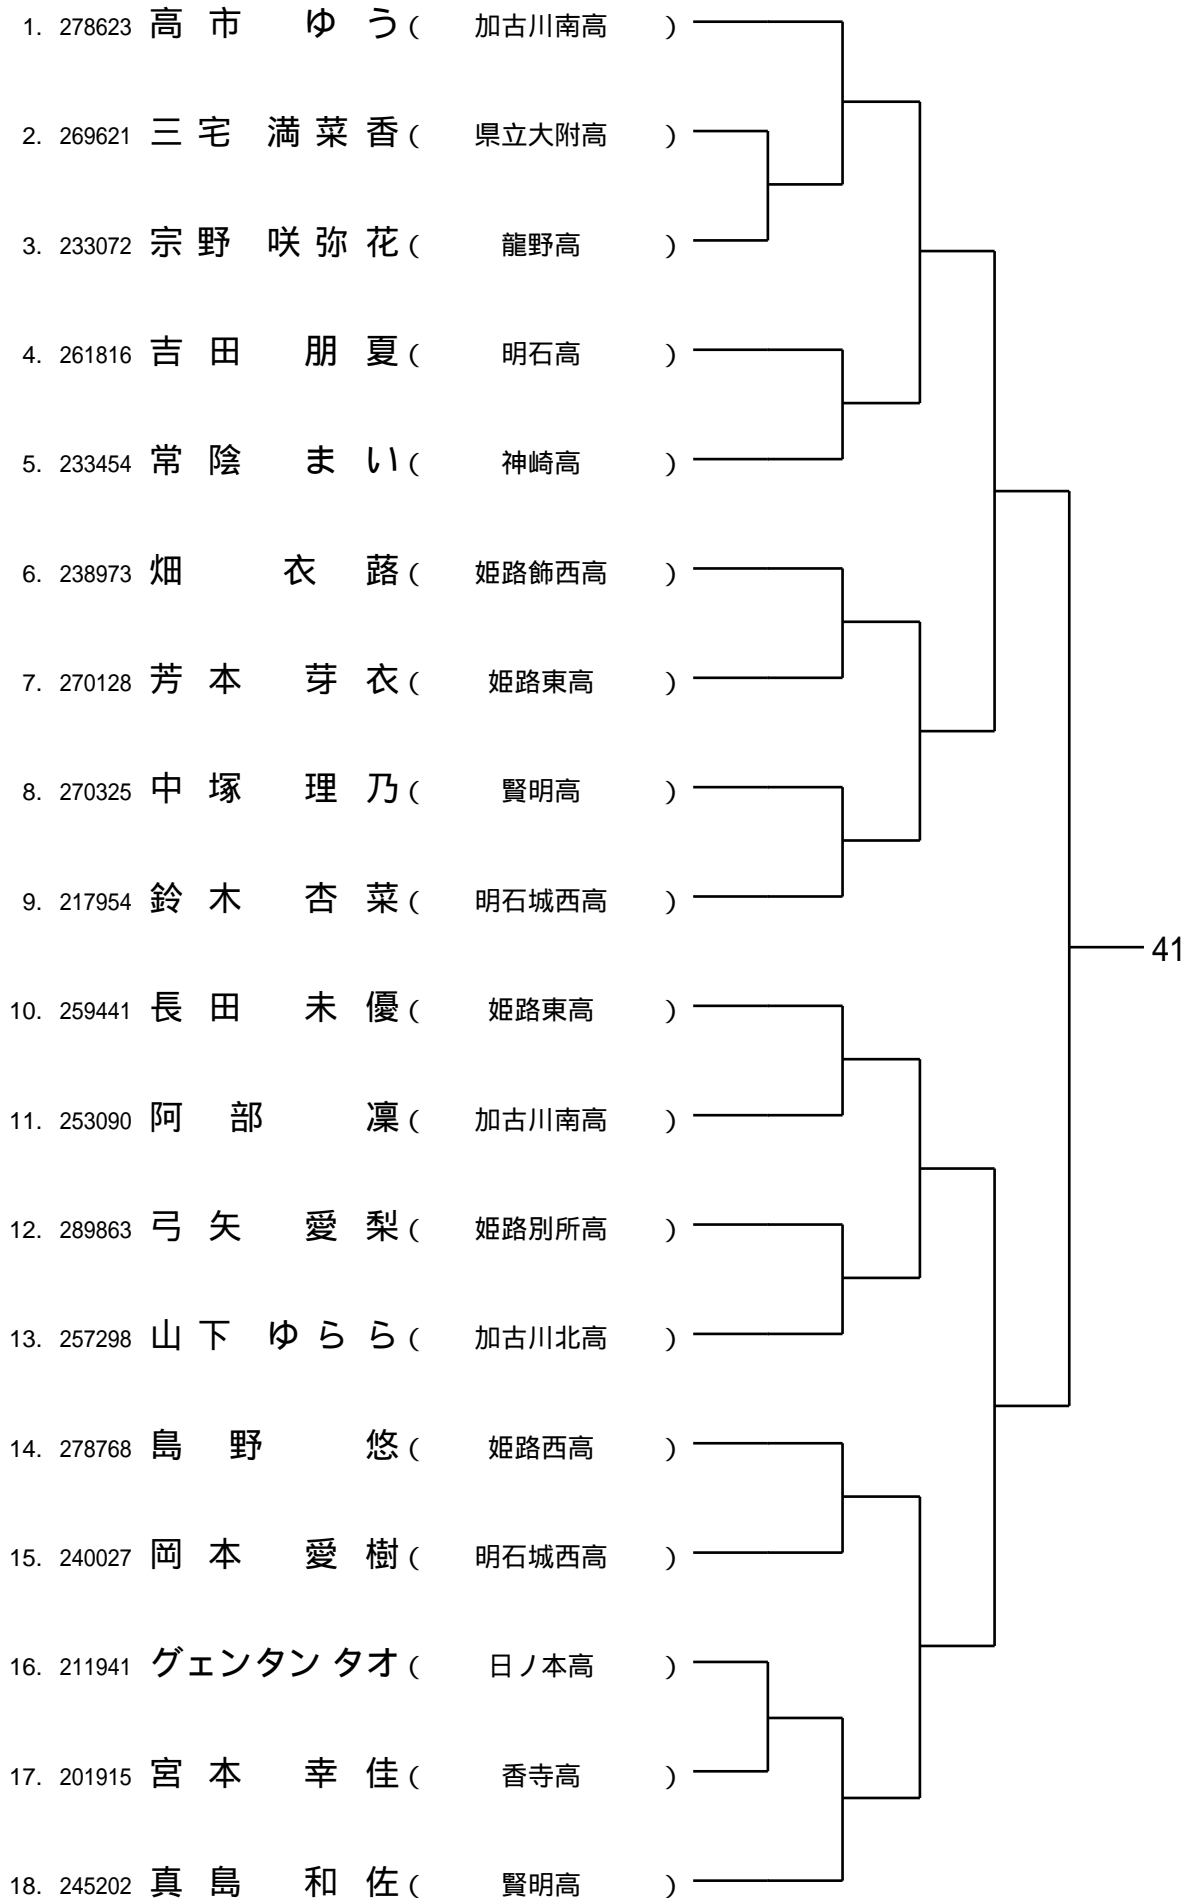 1. 278623 高市 ゆう ( 加古川南高 )
2. 269621 三宅 満菜香 ( 県立大附高 )
3. 233072 宗野 咲弥花 ( 龍野高 )
4. 261816 吉田 朋夏 ( 明石高 )
5. 233454 常陰 まい ( 神崎高 )
6. 238973 畑 衣蕗 ( 姫路飾西高 )
7. 270128 芳本 芽衣 ( 姫路東高 )
8. 270325 中塚 理乃 ( 賢明高 )
9. 217954 鈴木 杏菜 ( 明石城西高 )
41
10. 259441 長田 未優 ( 姫路東高 )
11. 253090 阿部 凜 ( 加古川南高 )
12. 289863 弓矢 愛梨 ( 姫路別所高 )
13. 257298 山下 ゆらら ( 加古川北高 )
14. 278768 島野 悠 ( 姫路西高 )
15. 240027 岡本 愛樹 ( 明石城西高 )
16. 211941 グェンタン タオ ( 日ノ本高 )
17. 201915 宮本 幸佳 ( 香寺高 )
18. 245202 真島 和佐 ( 賢明高 )